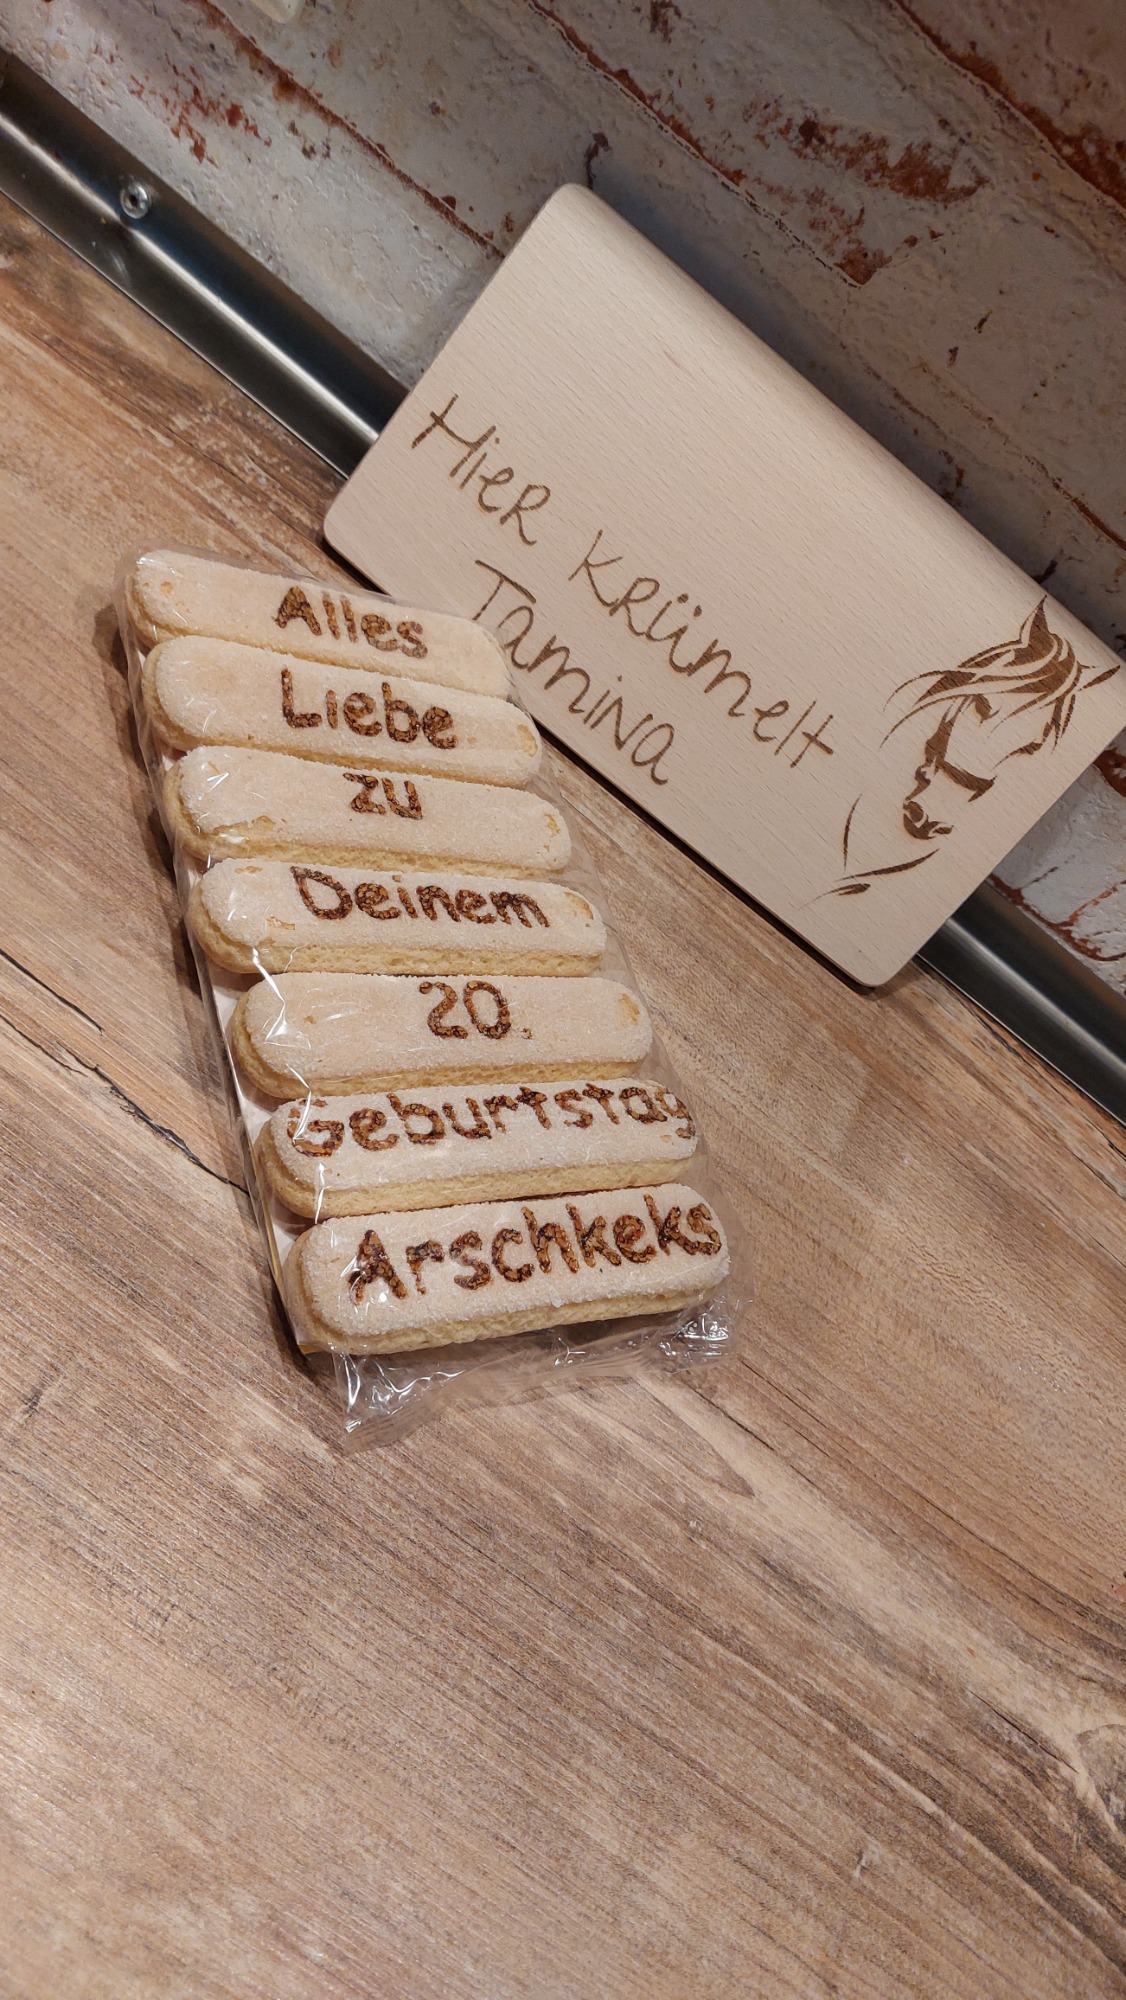 Alles
Liebe
zu
Deinem
20.
Geburtstag
Arschkeks
Hier krümelt
Tamina